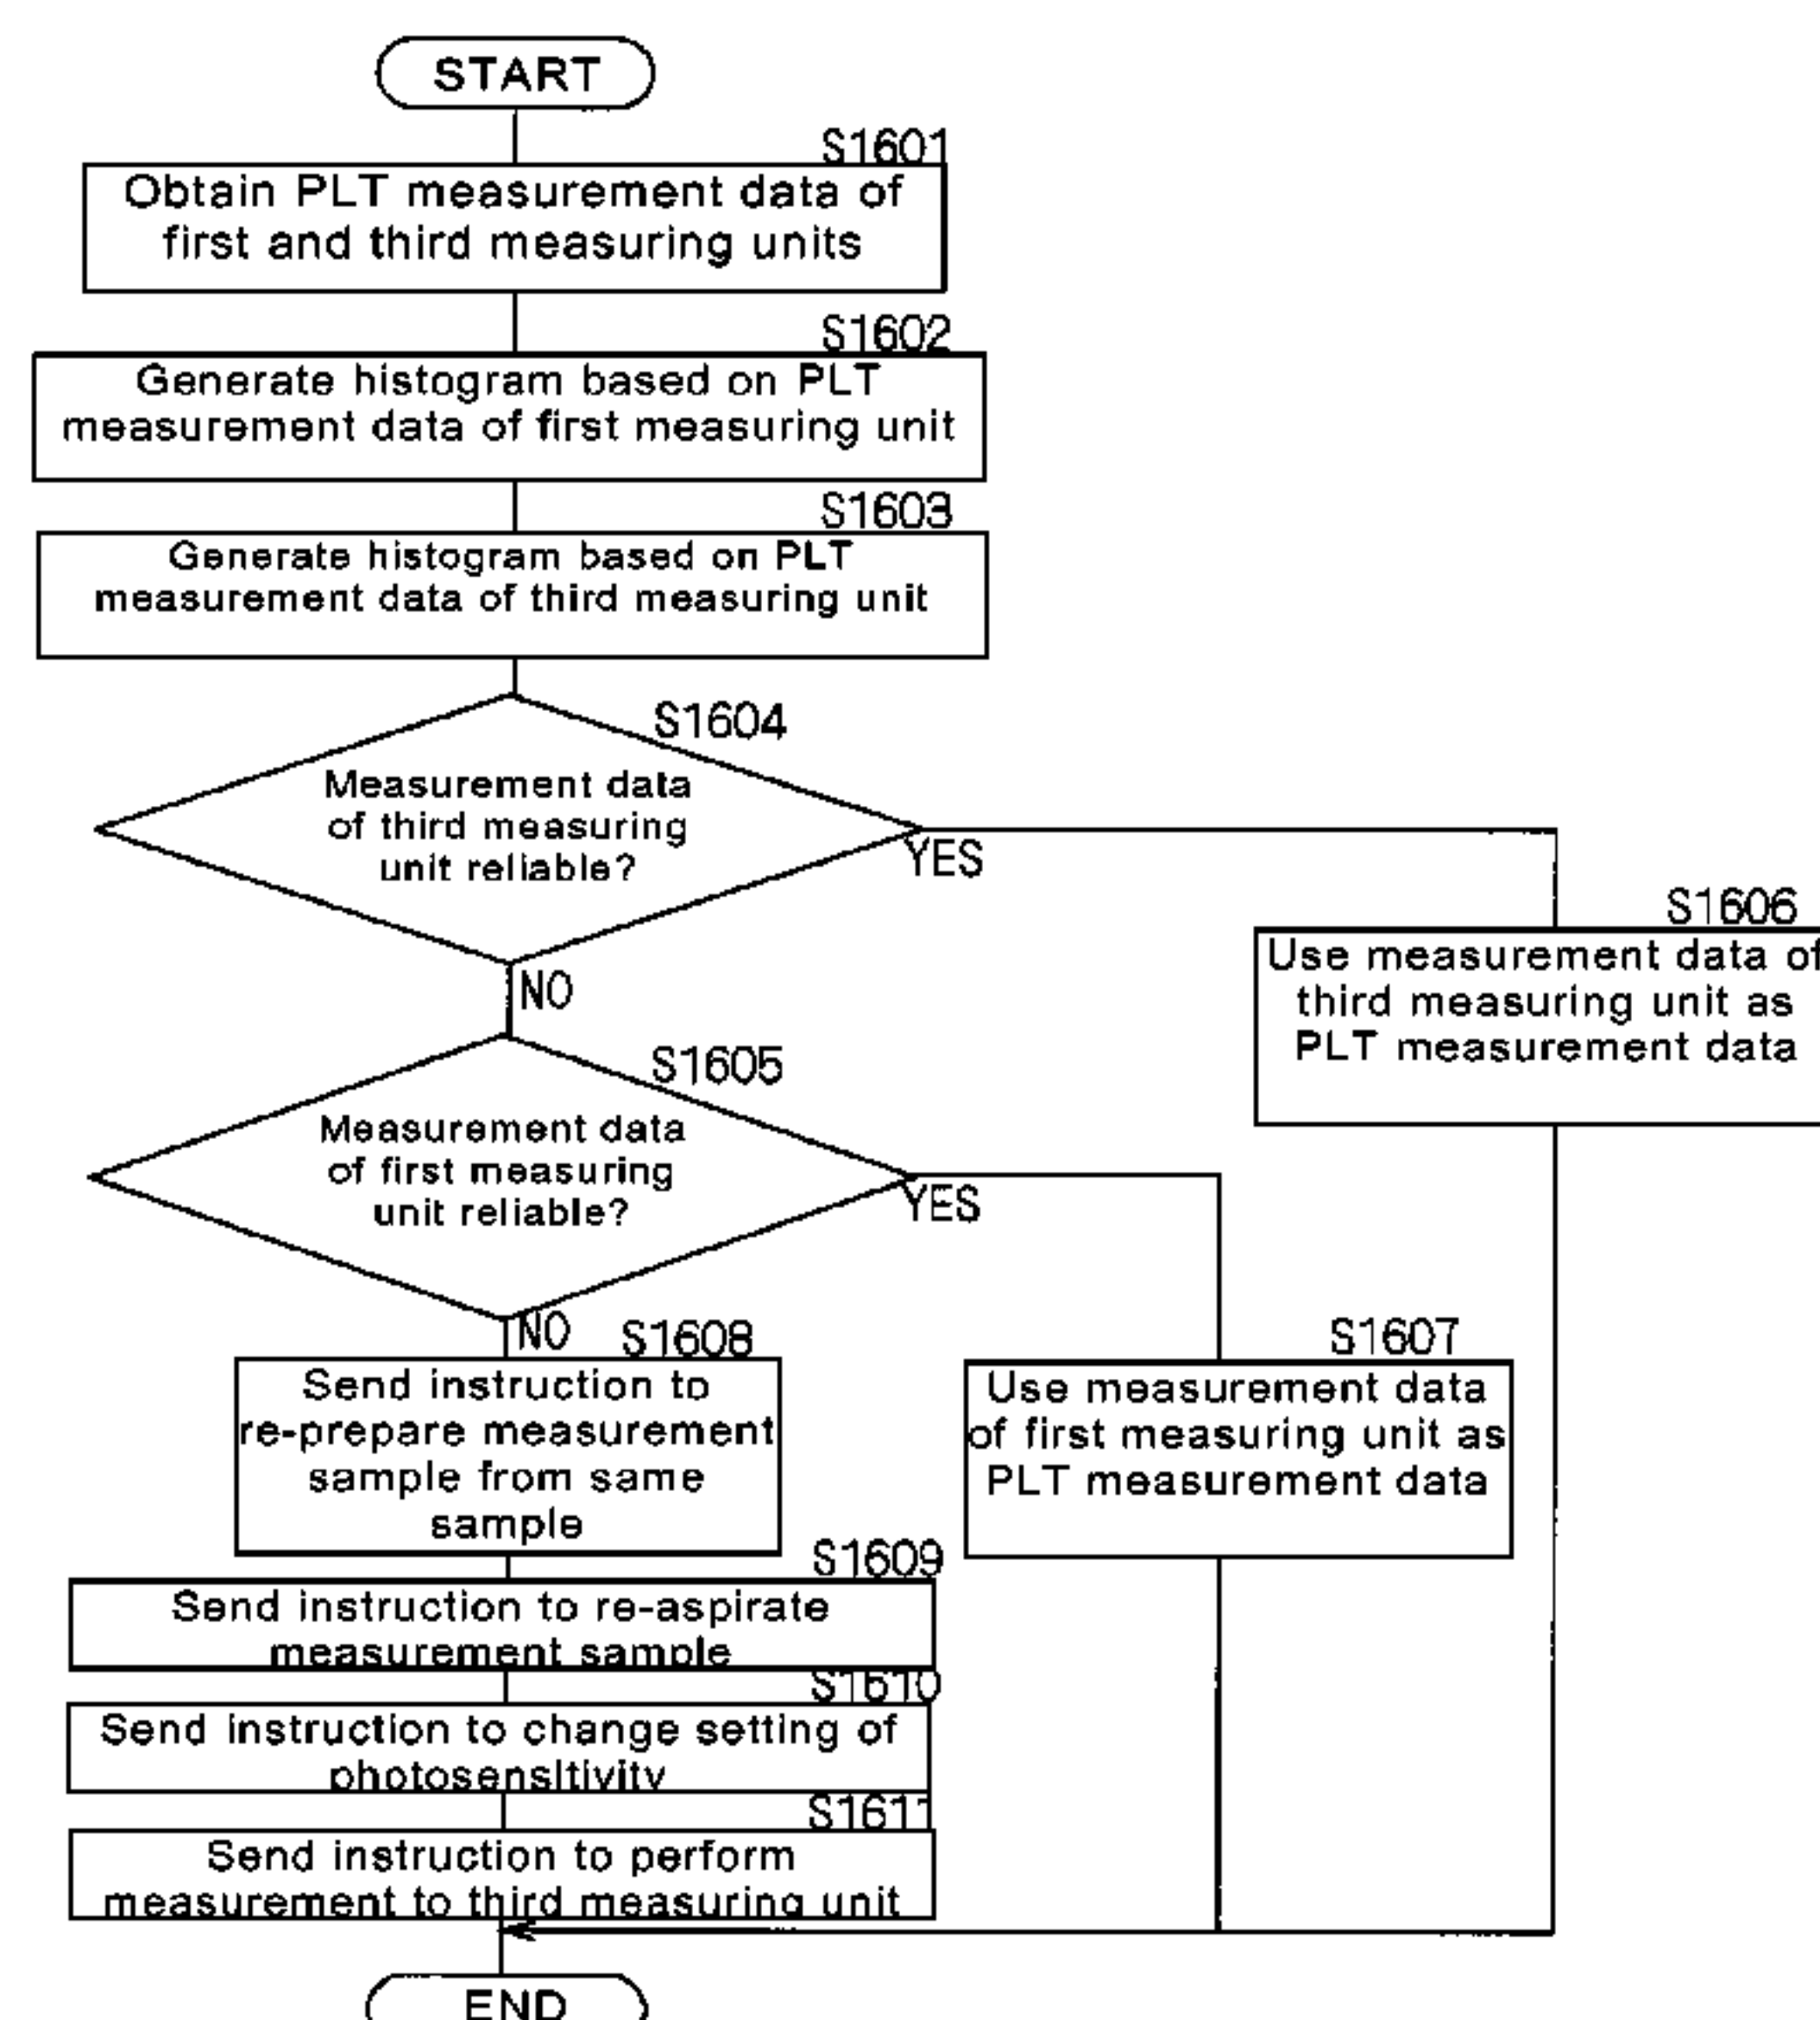 START
S1601
Obtain PLT measurement data of
first and third measuring units
S1602
Generate histogram based on PLT
measurement data of first measuring unit
S1603
Generate histogram based on PLT
measurement data of third measuring unit
S1604
Measurement data
of third measuring
unit reliable?
YES
NO
S1606
Use measurement data of
third measuring unit as
PLT measurement data
S1605
Measurement data
of first measuring
unit reliable?
YES
NO
S1608
Send instruction to
re-prepare measurement
sample from same
sample
S1607
Use measurement data
of first measuring unit as
PLT measurement data
S1609
Send instruction to re-aspirate
measurement sample
S1610
Send instruction to change setting of
photosensitivity
S1611
Send instruction to perform
measurement to third measuring unit
END